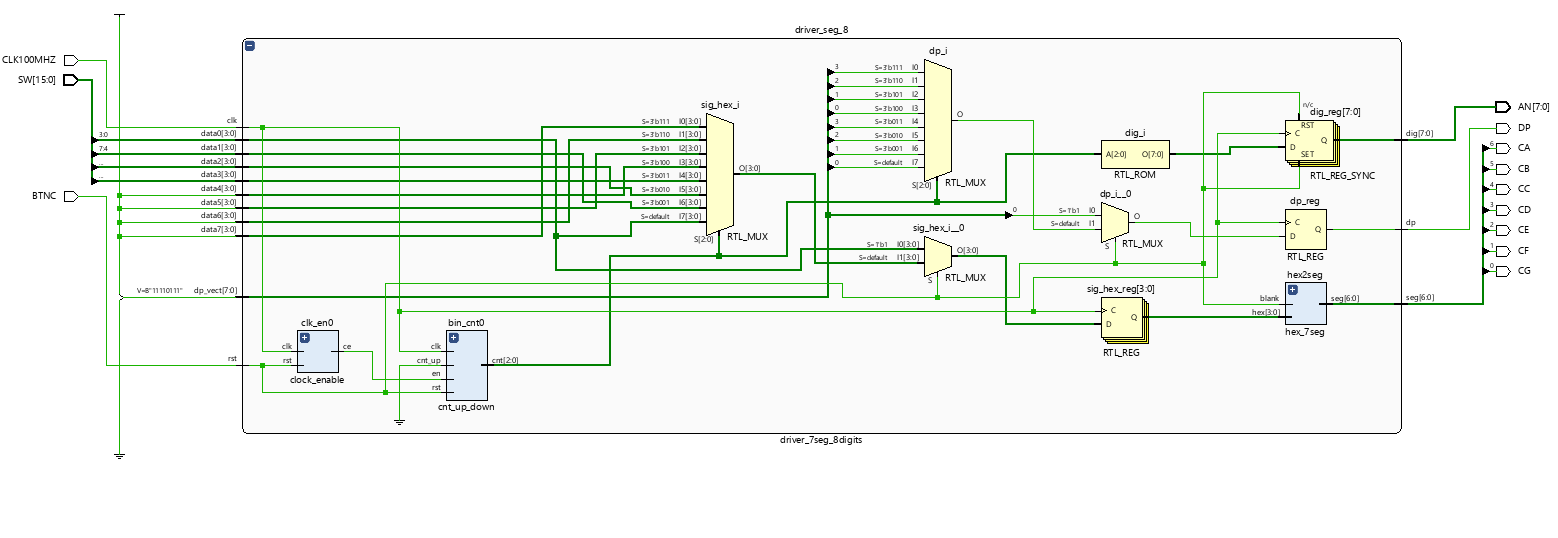 driver_seg_8
CLK100MHZ
SW[15:0]
BTNC
clk
3:0
data0[3:0]
7:4
data1[3:0]
...
data2[3:0]
...
data3[3:0]
data4[3:0]
data5[3:0]
data6[3:0]
data7[3:0]
V=B"11110111"
dp_vect[7:0]
rst
clk_en0
clk
ce
rst
clock_enable
bin_cnt0
clk
cnt_up
cnt[2:0]
en
rst
cnt_up_down
sig_hex_i
S=3'b111 I0[3:0]
S=3'b110 I1[3:0]
S=3'b101 I2[3:0]
S=3'b100 I3[3:0]
S=3'b011 I4[3:0]
S=3'b010 I5[3:0]
S=3'b001 I6[3:0]
S=default I7[3:0]
O[3:0]
S[2:0]
RTL_MUX
dp_i
3 S=3'b111 I0
2 S=3'b110 I1
1 S=3'b101 I2
0 S=3'b100 I3
3 S=3'b011 I4
2 S=3'b010 I5
1 S=3'b001 I6
0 S=default I7
O
S[2:0]
RTL_MUX
sig_hex_i__0
S=1'b1 I0[3:0]
S=default I1[3:0]
O[3:0]
S
RTL_MUX
dig_i
A[2:0] O[7:0]
RTL_ROM
dp_i__0
0
S=1'b1 I0
S=default I1
O
S
RTL_MUX
sig_hex_reg[3:0]
C
Q
D
RTL_REG
n/c
dig_reg[7:0]
RST
C
Q
D
SET
RTL_REG_SYNC
dp_reg
C
Q
D
RTL_REG
hex2seg
blank
seg[6:0]
hex[3:0]
hex_7seg
dig[7:0]
dp
seg[6:0]
AN[7:0]
DP
6 CA
5 CB
4 CC
3 CD
2 CE
1 CF
0 CG
driver_7seg_8digits